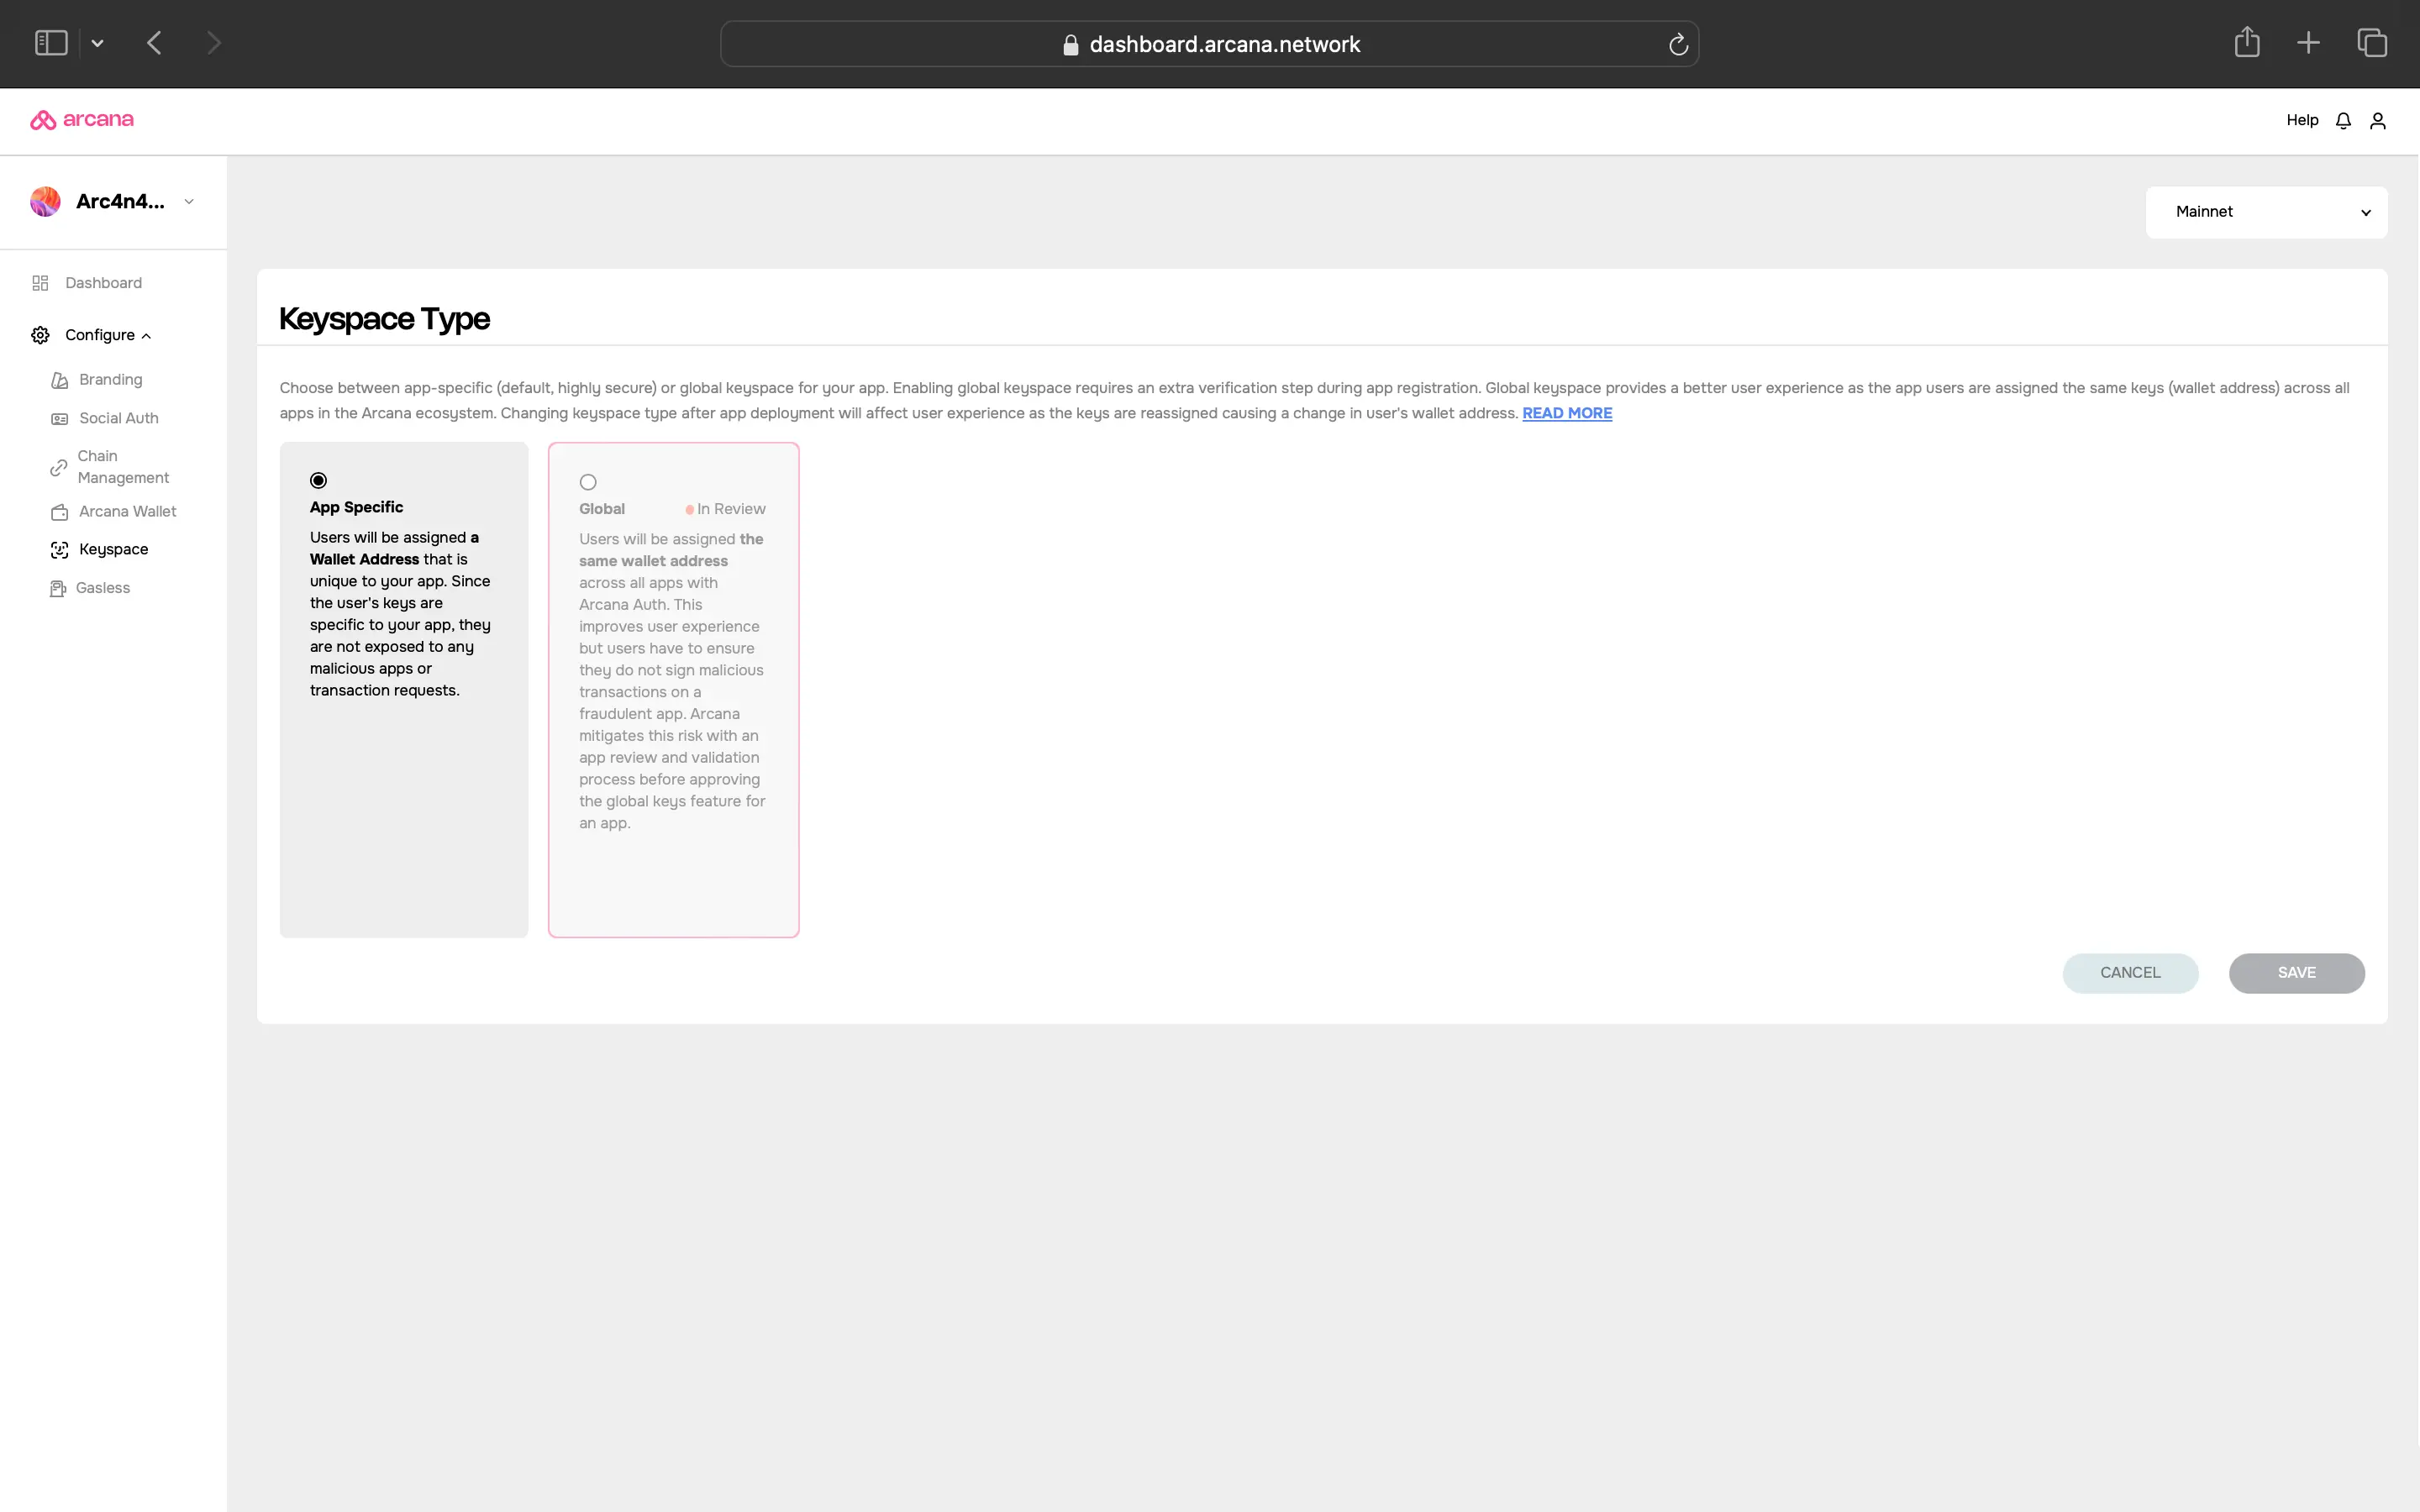 dashboard.arcana.network
arcana
Help
Arc4n4...
Mainnet
Dashboard
Configure
Branding
Social Auth
Chain
Management
Arcana Wallet
Keyspace
Gasless
Keyspace Type
Choose between app-specific (default, highly secure) or global keyspace for your app. Enabling global keyspace requires an extra verification step during app registration. Global keyspace provides a better user experience as the app users are assigned the same keys (wallet address) across all
apps in the Arcana ecosystem. Changing keyspace type after app deployment will affect user experience as the keys are reassigned causing a change in user's wallet address. READ MORE
App Specific
Users will be assigned a
Wallet Address that is
unique to your app. Since
the user's keys are
specific to your app, they
are not exposed to any
malicious apps or
transaction requests.
Global In Review
Users will be assigned the
same wallet address
across all apps with
Arcana Auth. This
improves user experience
but users have to ensure
they do not sign malicious
transactions on a
fraudulent app. Arcana
mitigates this risk with an
app review and validation
process before approving
the global keys feature for
an app.
CANCEL
SAVE